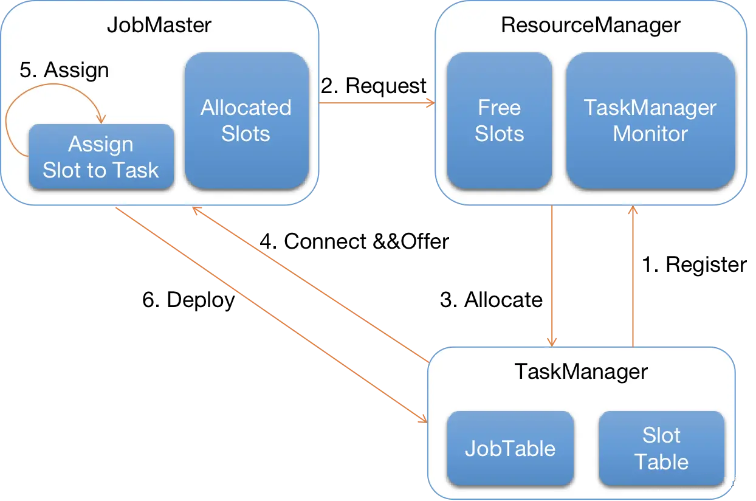 JobMaster
5. Assign
Assign
Slot to Task
Allocated
Slots
2. Request
ResourceManager
Free
Slots
TaskManager
Monitor
4. Connect &&Offer
1. Register
6. Deploy
3. Allocate
TaskManager
JobTable
Slot
Table